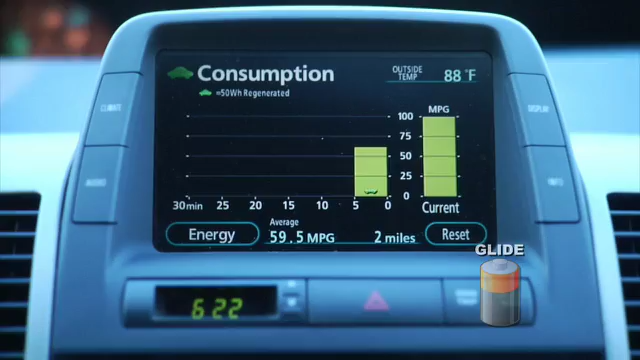 Consumption
OUTSIDE TEMP 88°F
=50Wh Regenerated
MPG
100
75
50
25
0
30min 25 20 15 10 5 0
Current
Energy
Average
59.5 MPG
2 miles
Reset
CLIMATE
AUDIO
DISPLAY
INFO
GLIDE
6:22